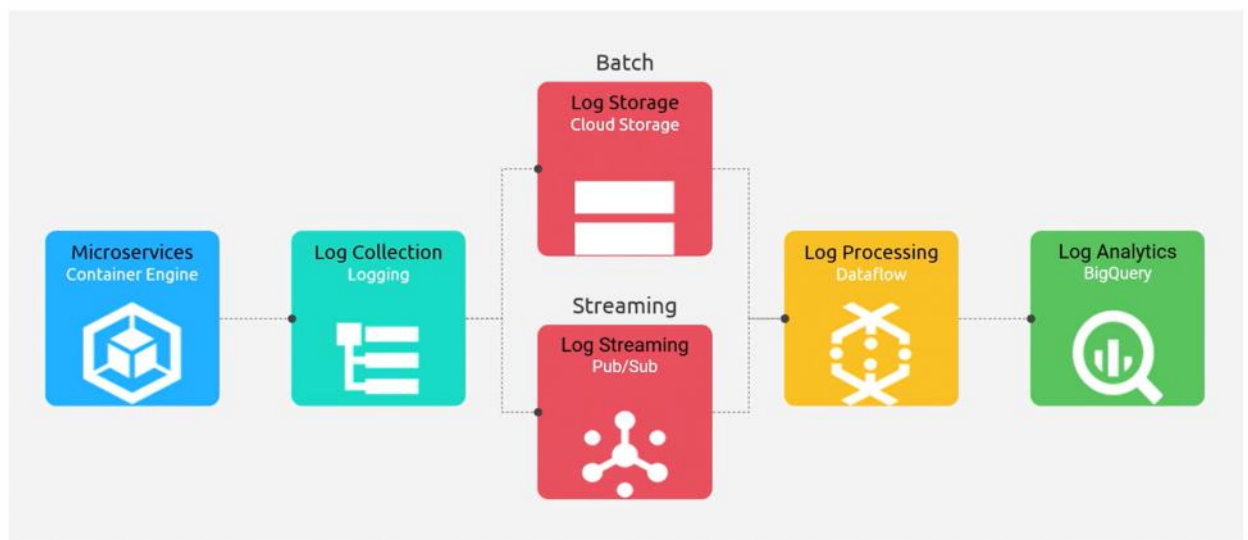 Batch
Log Storage
Cloud Storage
Microservices
Container Engine
Log Collection
Logging
Streaming
Log Streaming
Pub/Sub
Log Processing
Dataflow
Log Analytics
BigQuery